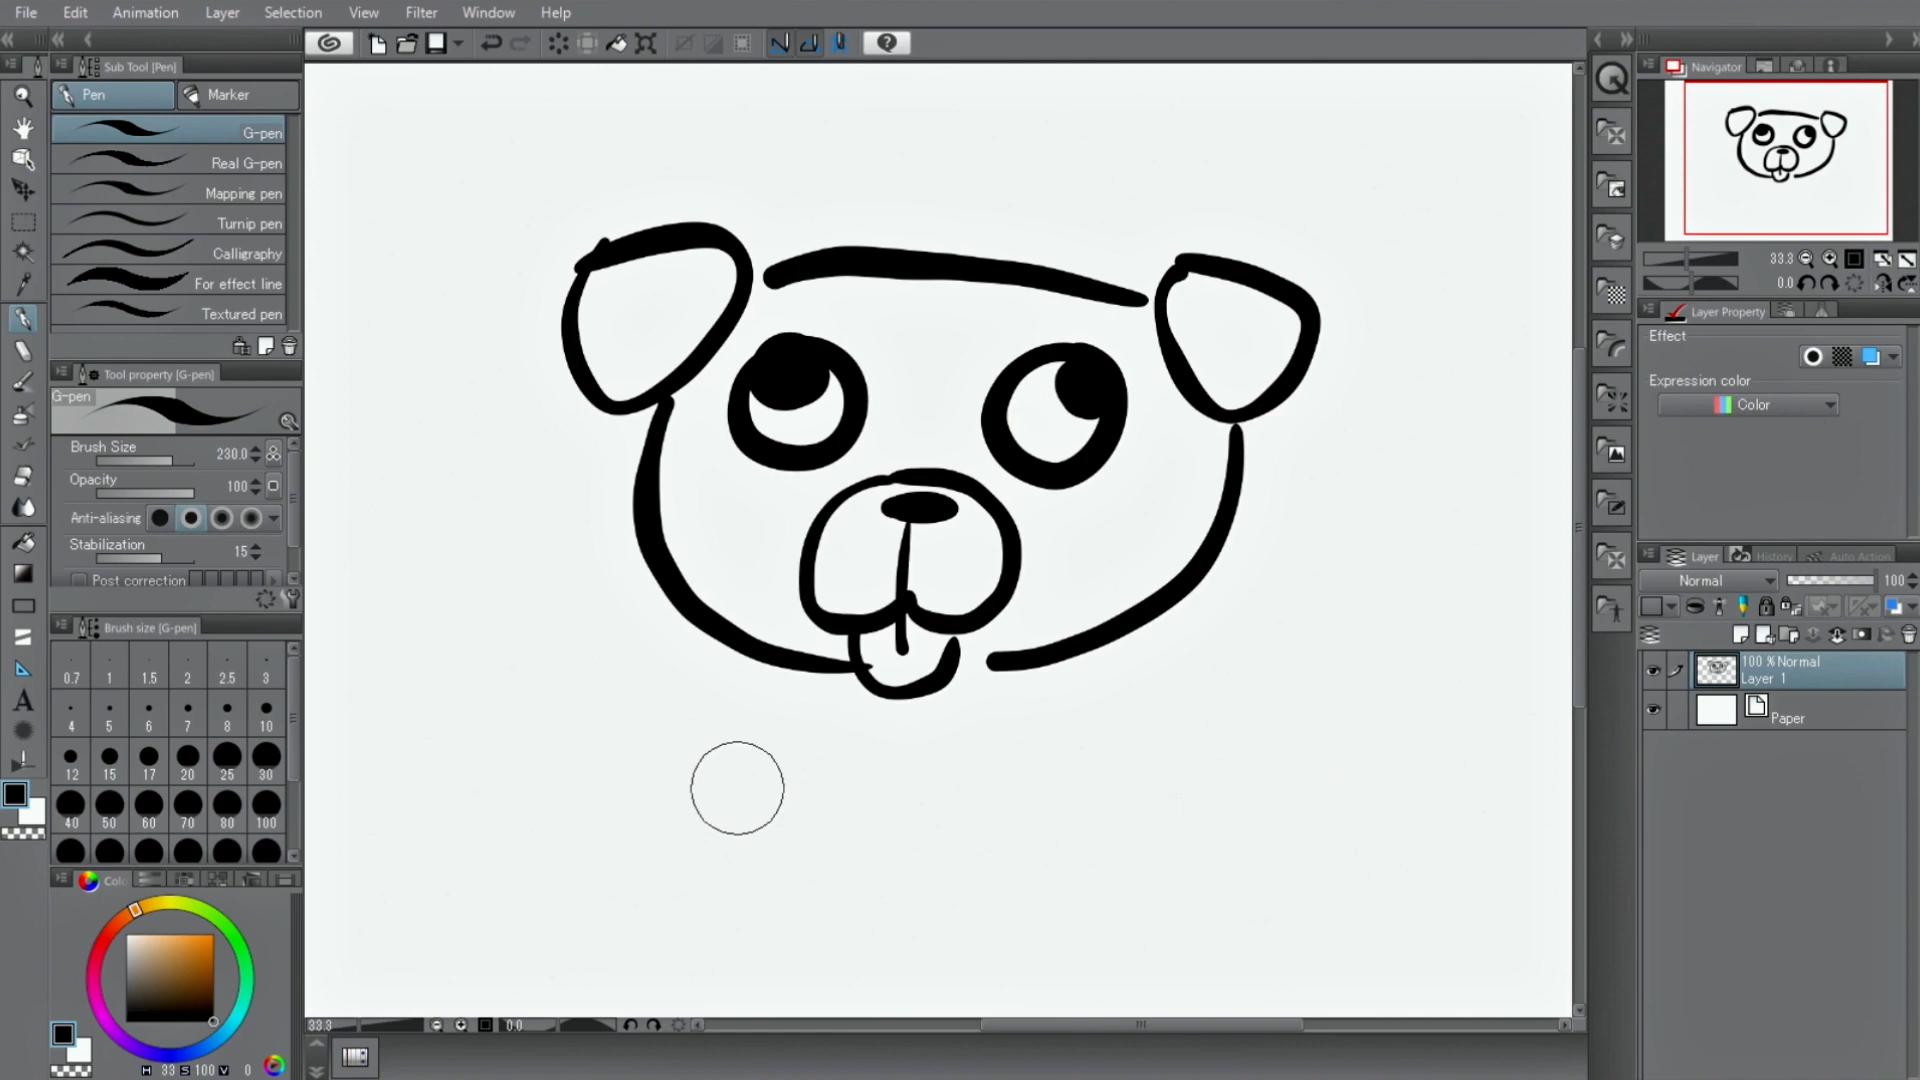 File Edit Animation Layer Selection View Filter Window Help
Sub Tool [Pen]
Pen Marker
G-pen
Real G-pen
Mapping pen
Turnip pen
Calligraphy
For effect line
Textured pen
Tool property [G-pen]
G-pen
Brush Size 230.0
Opacity 100
Anti-aliasing
Stabilization 15
Post correction
Brush size [G-pen]
0.7 1 1.5 2 2.5 3
4 5 6 7 8 10
12 15 17 20 25 30
40 50 60 70 80 100
Colo
H 33 S 100 V 0
33.3 0.0
Navigator
33.3
0.0
Layer Property
Effect
Expression color
Color
Layer History Auto Action
Normal 100
100 % Normal
Layer 1
Paper